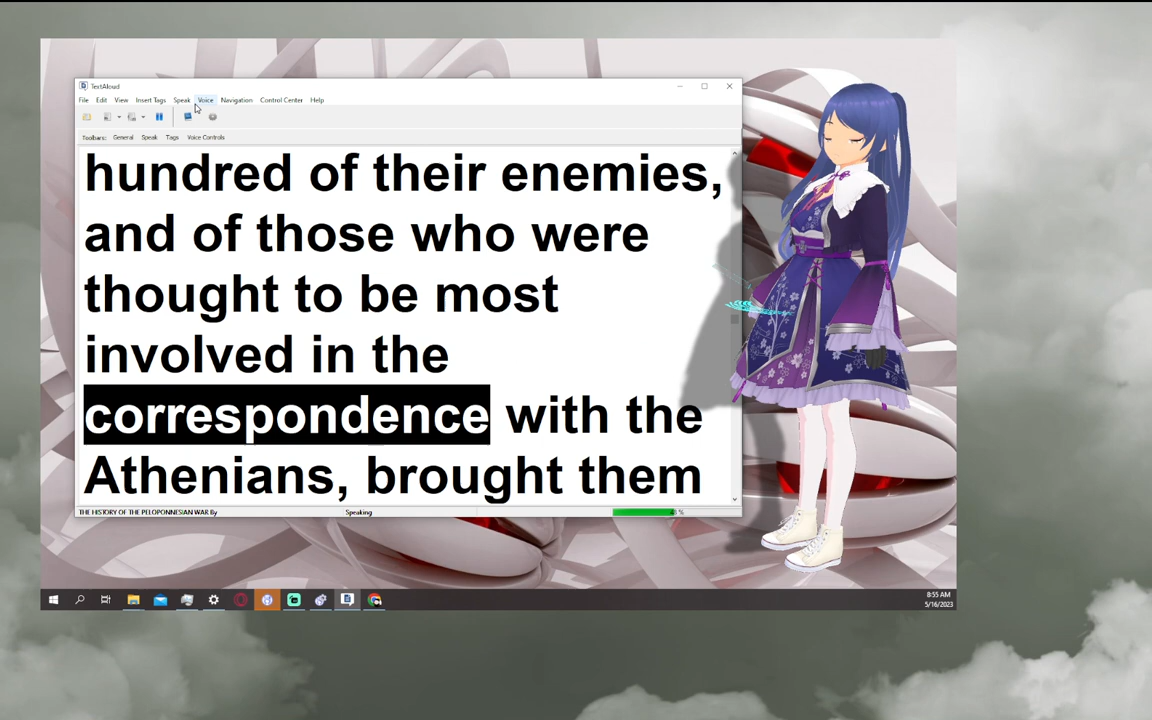 TextAloud
File Edit View Insert Tags Speak Voice Navigation Control Center Help
Toolbars: General Speak Tags Voice Controls
hundred of their enemies,
and of those who were
thought to be most
involved in the
correspondence with the
Athenians, brought them
THE HISTORY OF THE PELOPONNESIAN WAR By Speaking
8:55 AM
5/16/2023